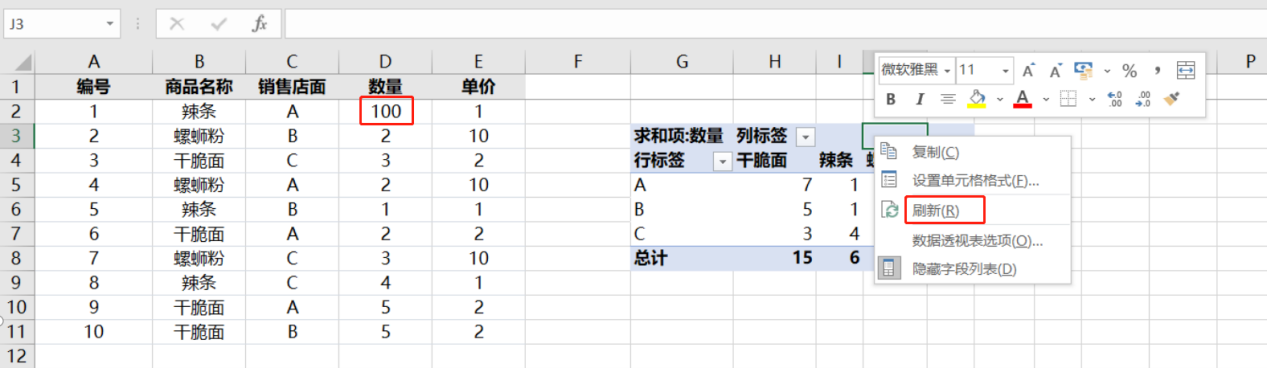 J3 fx
A B C D E F G H I P
微软雅黑 11 A A % ,
B I A .00 .00
1 编号 商品名称 销售店面 数量 单价
2 1 辣条 A 100 1
3 2 螺蛳粉 B 2 10 求和项:数量 列标签
4 3 干脆面 C 3 2 行标签 干脆面 辣条
5 4 螺蛳粉 A 2 10 A 7 1
6 5 辣条 B 1 1 B 5 1
7 6 干脆面 A 2 2 C 3 4
8 7 螺蛳粉 C 3 10 总计 15 6
9 8 辣条 C 4 1
10 9 干脆面 A 5 2
11 10 干脆面 B 5 2
12
复制(C)
设置单元格格式(F)...
刷新(R)
数据透视表选项(O)...
隐藏字段列表(D)